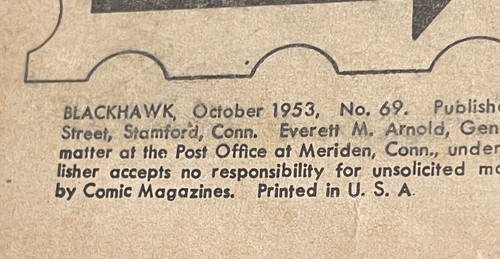 BLACKHAWK, October 1953, No. 69. Publish
Street, Stamford, Conn. Everett M. Arnold, Gen
matter at the Post Office at Meriden, Conn., under
lisher accepts no responsibility for unsolicited m
by Comic Magazines. Printed in U. S. A.